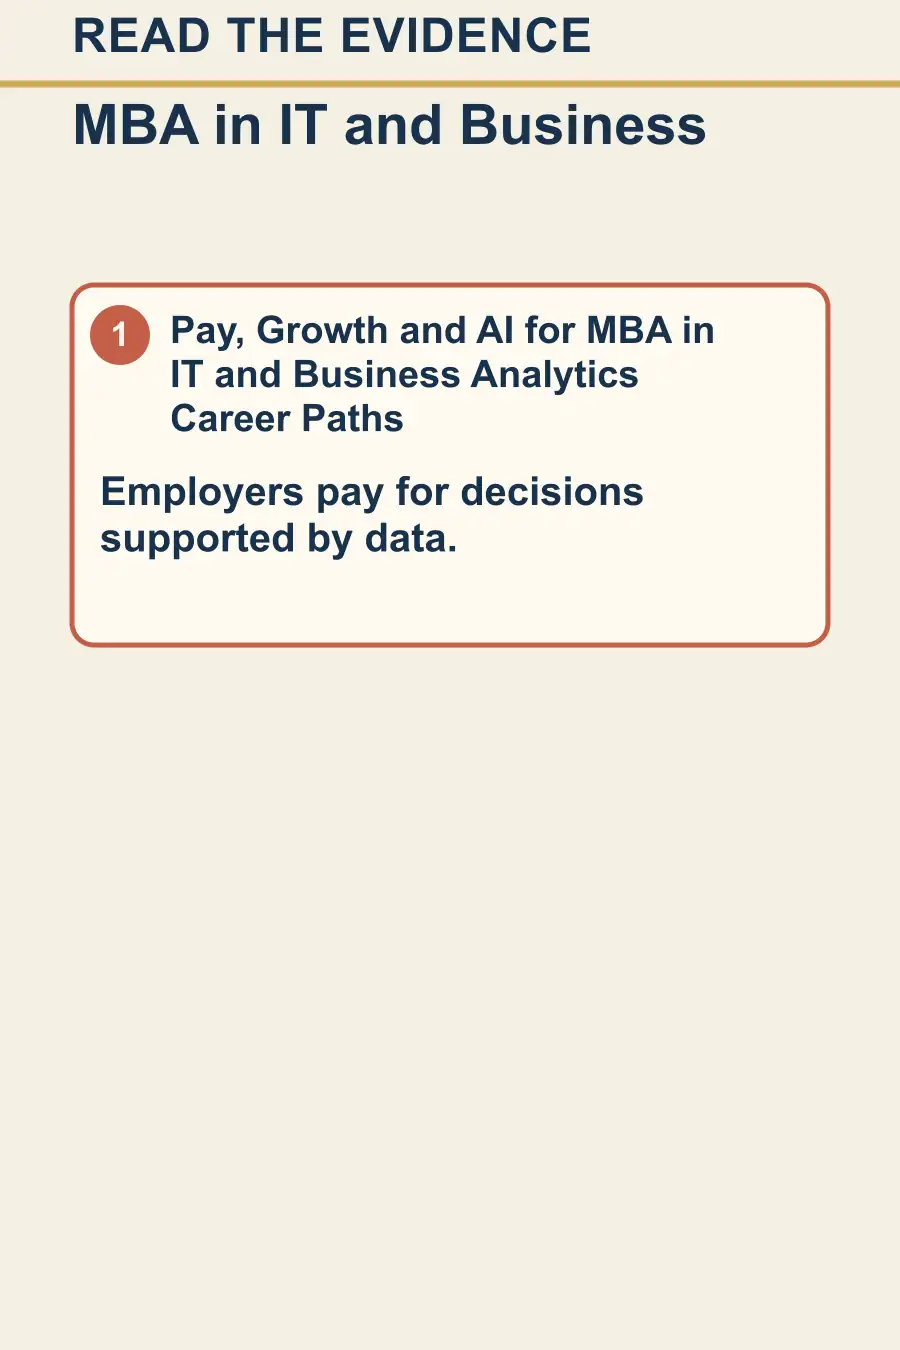 READ THE EVIDENCE
MBA in IT and Business
1
Pay, Growth and AI for MBA in
IT and Business Analytics
Career Paths
Employers pay for decisions
supported by data.